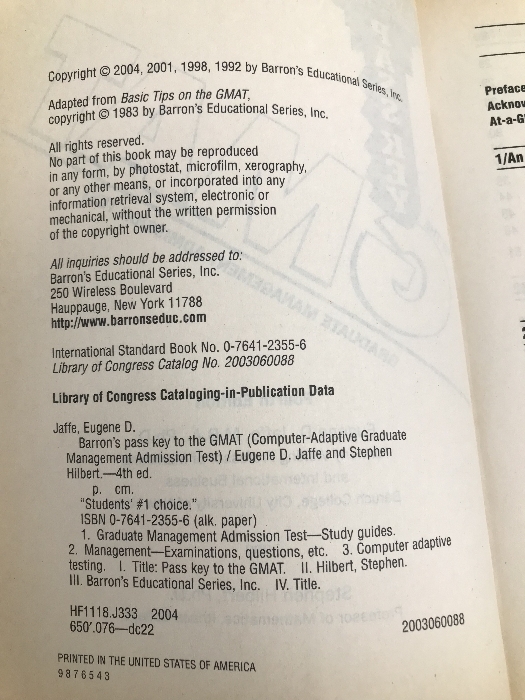 Copyright © 2004, 2001, 1998, 1992 by Barron's Educational Series, Inc.
Adapted from Basic Tips on the GMAT,
copyright © 1983 by Barron's Educational Series, Inc.
All rights reserved.
No part of this book may be reproduced
in any form, by photostat, microfilm, xerography,
or any other means, or incorporated into any
information retrieval system, electronic or
mechanical, without the written permission
of the copyright owner.
All inquiries should be addressed to:
Barron's Educational Series, Inc.
250 Wireless Boulevard
Hauppauge, New York 11788
http://www.barronseduc.com
International Standard Book No. 0-7641-2355-6
Library of Congress Catalog No. 2003060088
Library of Congress Cataloging-in-Publication Data
Jaffe, Eugene D.
Barron's pass key to the GMAT (Computer-Adaptive Graduate
Management Admission Test) / Eugene D. Jaffe and Stephen
Hilbert.—4th ed.
p. cm.
"Students' #1 choice."
ISBN 0-7641-2355-6 (alk. paper)
1. Graduate Management Admission Test—Study guides.
2. Management—Examinations, questions, etc. 3. Computer adaptive
testing. I. Title: Pass key to the GMAT. II. Hilbert, Stephen.
III. Barron's Educational Series, Inc. IV. Title.
HF1118.J333 2004
650'.076—dc22
2003060088
PRINTED IN THE UNITED STATES OF AMERICA
9 8 7 6 5 4 3
Preface
At-a-G
1/An